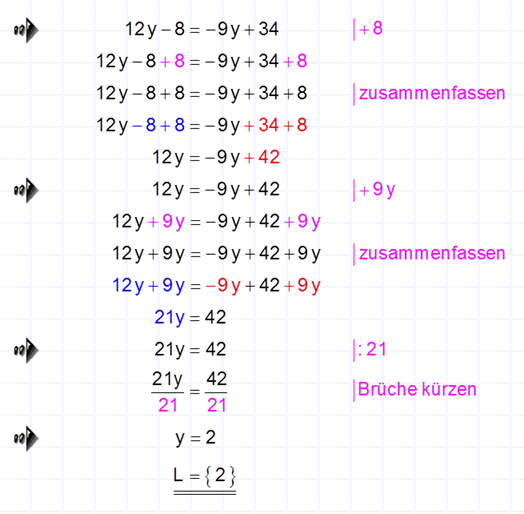 12y−8=−9y+34 |+8
12y−8+8=−9y+34+8
12y−8+8=−9y+34+8 |zusammenfassen
12y−8+8=−9y+34+8
12y=−9y+42
12y=−9y+42 |+9y
12y+9y=−9y+42+9y
12y+9y=−9y+42+9y |zusammenfassen
12y+9y=−9y+42+9y
21y=42
21y=42 |:21
21y/21=42/21 |Brüche kürzen
y=2
L={2}